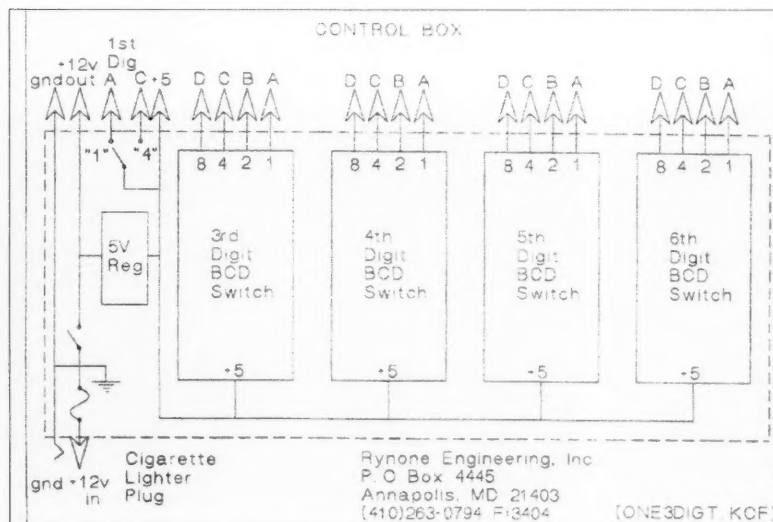 CONTROL BOX
1st
+12v Dig
gnd out A C +5 D C B A D C B A D C B A D C B A
"1" "4" 8 4 2 1 8 4 2 1 8 4 2 1 8 4 2 1
5V
Reg
3rd
Digit
BCD
Switch
4th
Digit
BCD
Switch
5th
Digit
BCD
Switch
6th
Digit
BCD
Switch
+5 +5 +5 +5
gnd +12v
in
Cigarette
Lighter
Plug
Rynone Engineering, Inc
P.O Box 4445
Annapolis, MD 21403
(410)263-0794 F:3404
[ONE3DIGT.KCF]